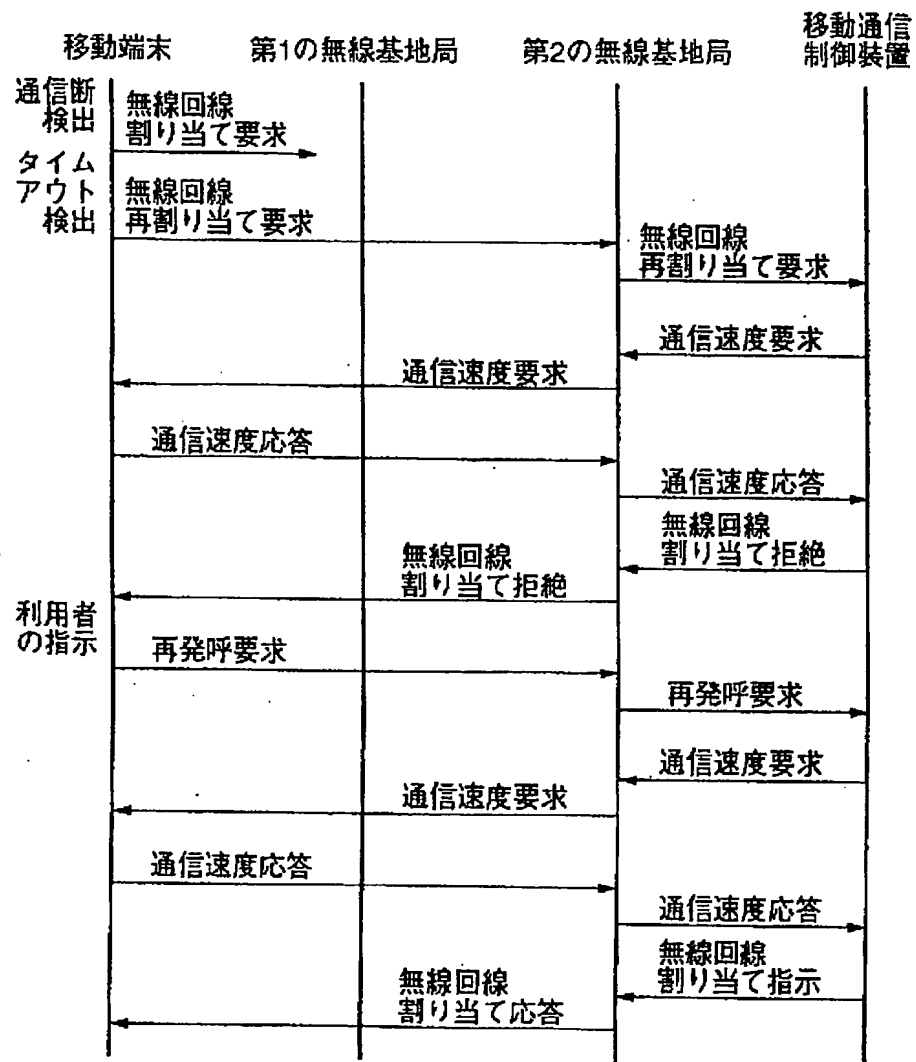 移動端末
第1の無線基地局
第2の無線基地局
移動通信
制御装置
通信断
検出
無線回線
割り当て要求
タイム
アウト
検出
無線回線
再割り当て要求
無線回線
再割り当て要求
通信速度要求
通信速度要求
通信速度応答
通信速度応答
無線回線
割り当て拒絶
無線回線
割り当て拒絶
利用者
の指示
再発呼要求
再発呼要求
通信速度要求
通信速度要求
通信速度応答
通信速度応答
無線回線
割り当て指示
無線回線
割り当て応答